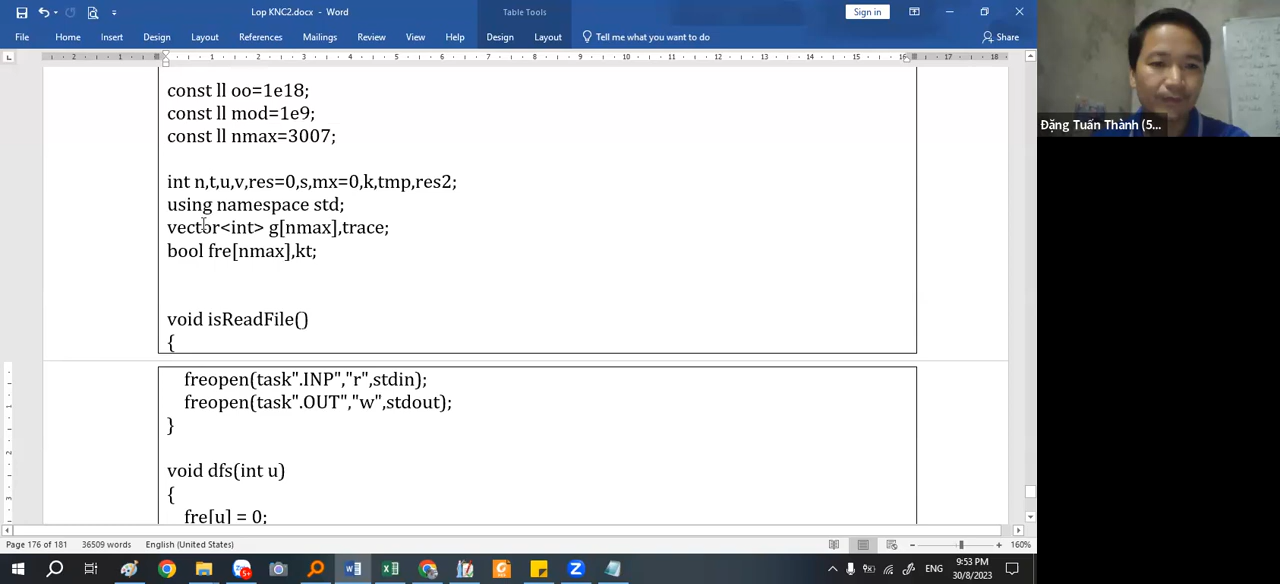 Lop KNC2.docx - Word
Table Tools
Sign in
File
Home
Insert
Design
Layout
References
Mailings
Review
View
Help
Design
Layout
Tell me what you want to do
Share
const ll oo=1e18;
const ll mod=1e9;
const ll nmax=3007;
int n,t,u,v,res=0,s,mx=0,k,tmp,res2;
using namespace std;
vector<int> g[nmax],trace;
bool fre[nmax],kt;
void isReadFile()
{
freopen(task".INP","r",stdin);
freopen(task".OUT","w",stdout);
}
void dfs(int u)
{
fre[u] = 0;
Đặng Tuấn Thành (5...
Page 176 of 181
36509 words
English (United States)
160%
ENG
9:53 PM
30/8/2023